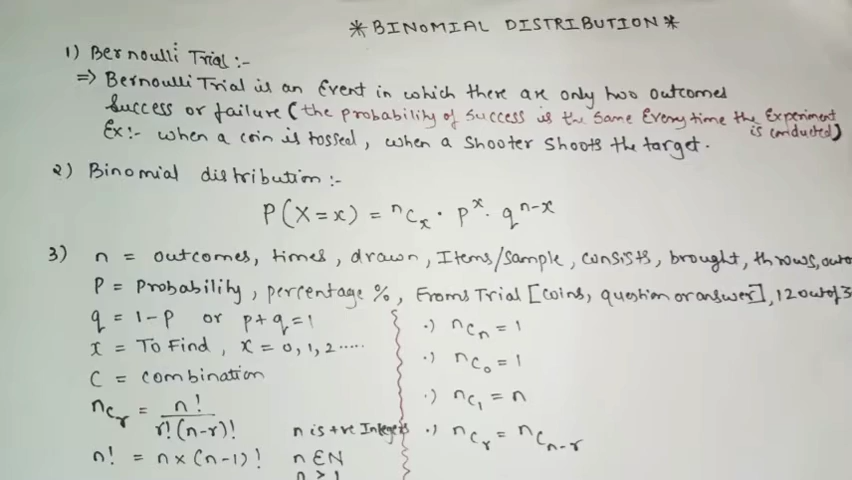 *BINOMIAL DISTRIBUTION*
1) Bernoulli Trial :-
=> Bernoulli Trial is an Event in which there are only two outcomes
Success or failure (the probability of success is the same Every time the Experiment
is conducted)
Ex:- when a coin is tossed, when a shooter shoots the target.
2) Binomial distribution :-
P(X=x) = ⁿCₓ · pˣ · qⁿ⁻ˣ
3) n = outcomes, times, drawn, Items/Sample, consists, brought, throws,
P = Probability, percentage %, Froms Trial [coins, question or answer], 12 out of 3
q = 1-p or p+q=1
x = To Find, x = 0, 1, 2 .....
C = combination
ⁿCᵣ = n! / r!(n-r)!
n is +ve Integers
n! = n×(n-1)! n ∈ N
n > 1
·) ⁿCₙ = 1
·) ⁿC₀ = 1
·) ⁿC₁ = n
·) ⁿCᵣ = ⁿCₙ₋ᵣ